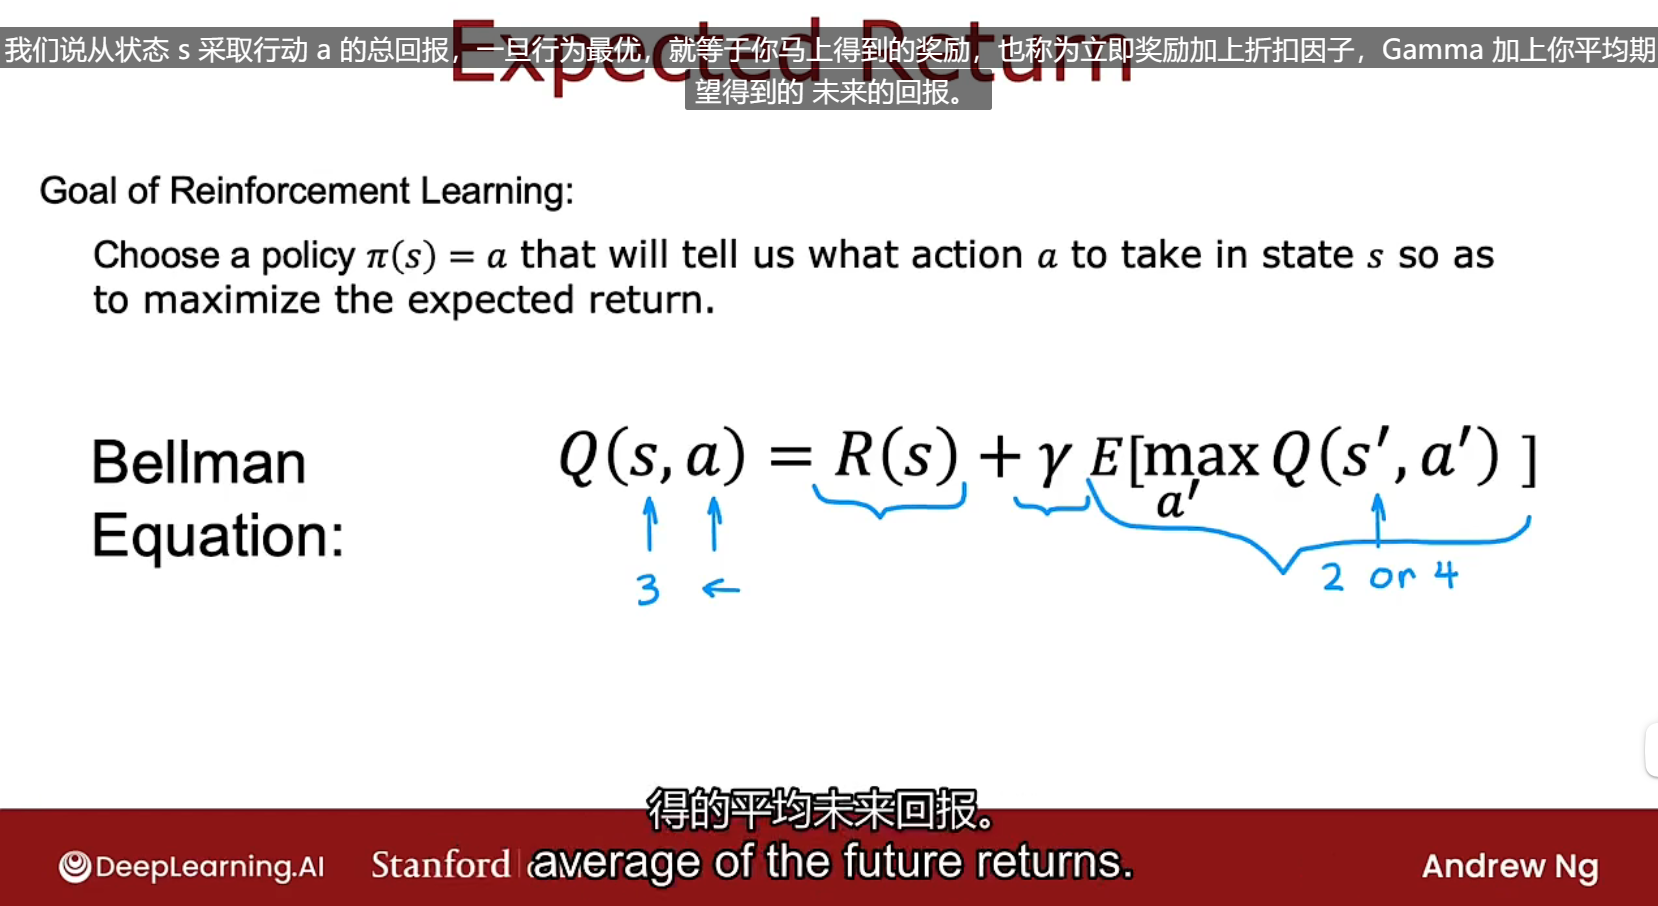 Expected Return
我们说从状态 s 采取行动 a 的总回报，一旦行为最优，就等于你马上得到的奖励，也称为立即奖励加上折扣因子，Gamma 加上你平均期
望得到的 未来的回报。
Goal of Reinforcement Learning:
Choose a policy π(s) = a that will tell us what action a to take in state s so as
to maximize the expected return.
Bellman
Equation:
Q(s, a) = R(s) + γ E[max Q(s′, a′) ]
a′
3 ← 2 or 4
得的平均未来回报。
average of the future returns.
DeepLearning.AI Stanford Andrew Ng